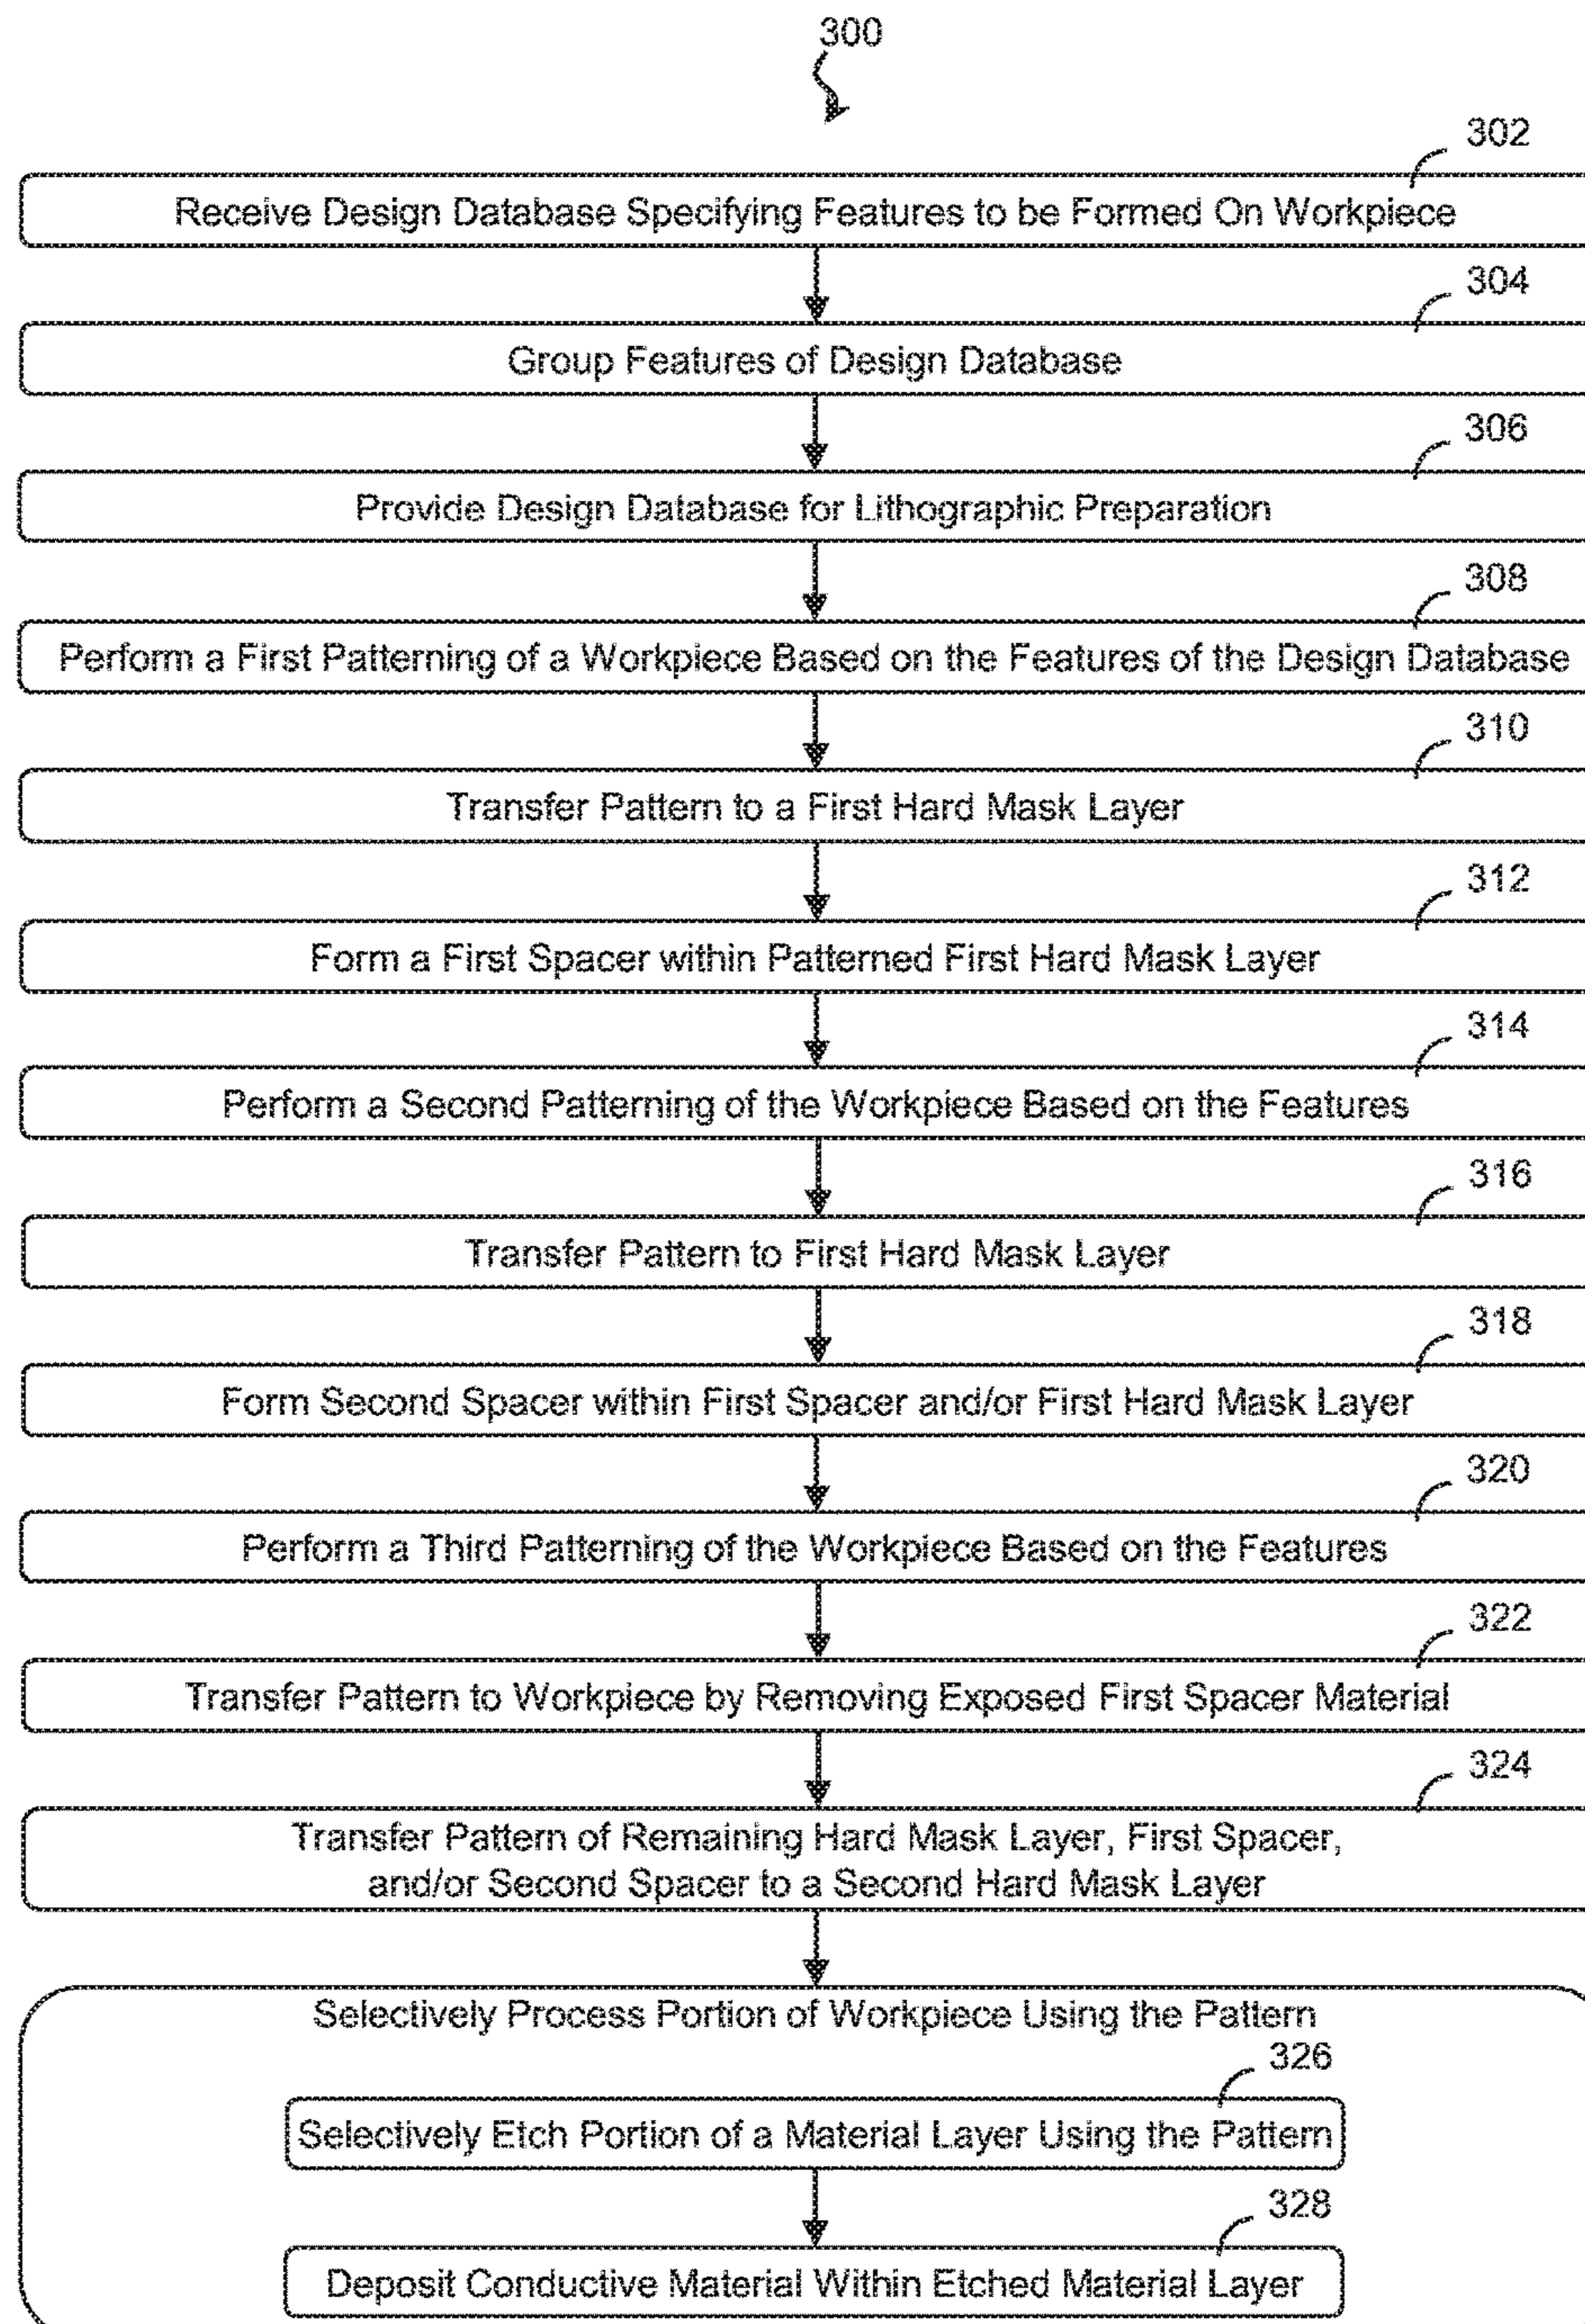 300
302
Receive Design Database Specifying Features to be Formed On Workpiece
304
Group Features of Design Database
306
Provide Design Database for Lithographic Preparation
308
Perform a First Patterning of a Workpiece Based on the Features of the Design Database
310
Transfer Pattern to a First Hard Mask Layer
312
Form a First Spacer within Patterned First Hard Mask Layer
314
Perform a Second Patterning of the Workpiece Based on the Features
316
Transfer Pattern to First Hard Mask Layer
318
Form Second Spacer within First Spacer and/or First Hard Mask Layer
320
Perform a Third Patterning of the Workpiece Based on the Features
322
Transfer Pattern to Workpiece by Removing Exposed First Spacer Material
324
Transfer Pattern of Remaining Hard Mask Layer, First Spacer,
and/or Second Spacer to a Second Hard Mask Layer
Selectively Process Portion of Workpiece Using the Pattern
326
Selectively Etch Portion of a Material Layer Using the Pattern
328
Deposit Conductive Material Within Etched Material Layer